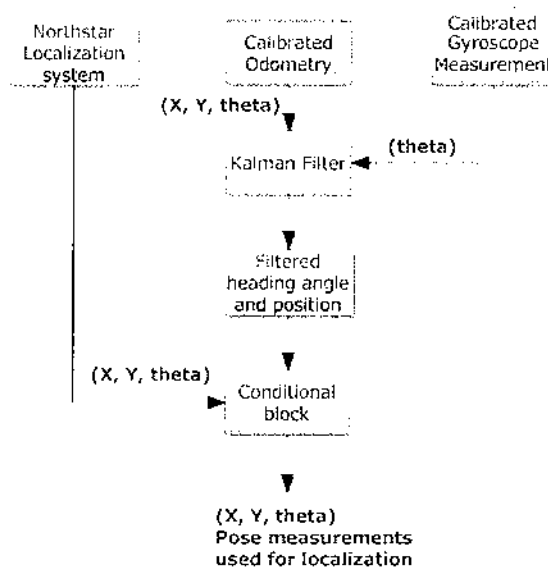 Northstar
Localization
system
Calibrated
Odometry
Calibrated
Gyroscope
Measurement
(X, Y, theta)
(theta)
Kalman Filter
Filtered
heading angle
and position
(X, Y, theta)
Conditional
block
(X, Y, theta)
Pose measurements
used for localization